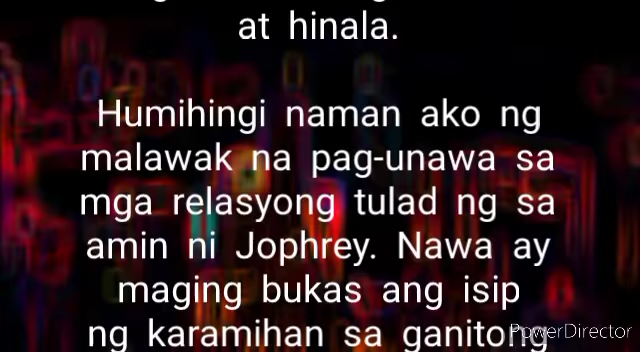 at hinala.
Humihingi naman ako ng
malawak na pag-unawa sa
mga relasyong tulad ng sa
amin ni Jophrey. Nawa ay
maging bukas ang isip
ng karamihan sa ganitong
PowerDirector